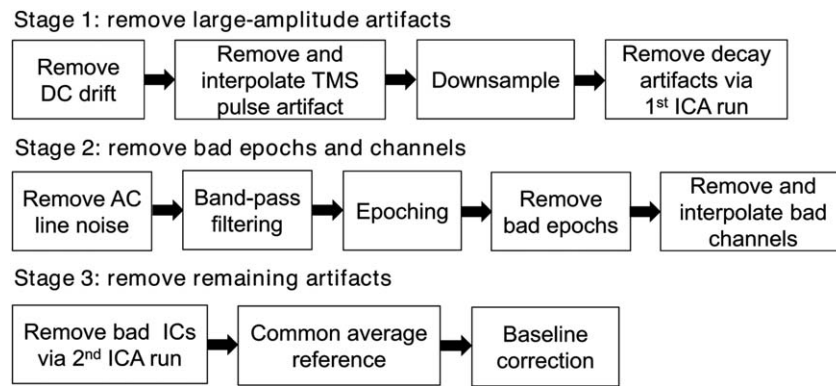 Stage 1: remove large-amplitude artifacts
Remove
DC drift
Remove and
interpolate TMS
pulse artifact
Downsample
Remove decay
artifacts via
1st ICA run
Stage 2: remove bad epochs and channels
Remove AC
line noise
Band-pass
filtering
Epoching
Remove
bad epochs
Remove and
interpolate bad
channels
Stage 3: remove remaining artifacts
Remove bad ICs
via 2nd ICA run
Common average
reference
Baseline
correction